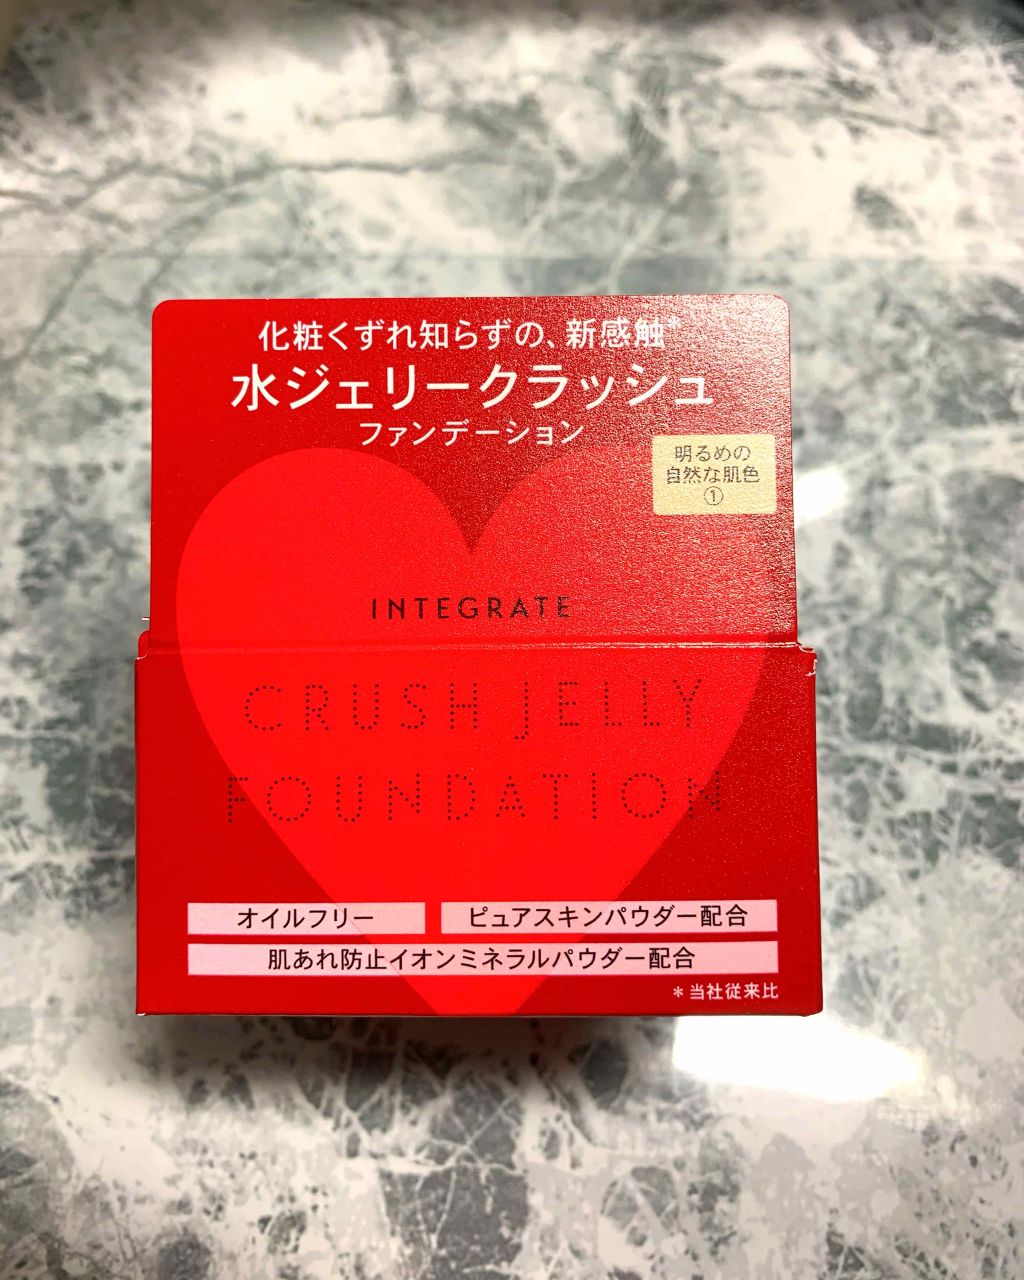 化粧くずれ知らずの、新感触*
水ジェリークラッシュ
ファンデーション
明るめの
自然な肌色
①
INTEGRATE
CRUSH JELLY
FOUNDATION
オイルフリー
ピュアスキンパウダー配合
肌あれ防止イオンミネラルパウダー配合
*当社従来比